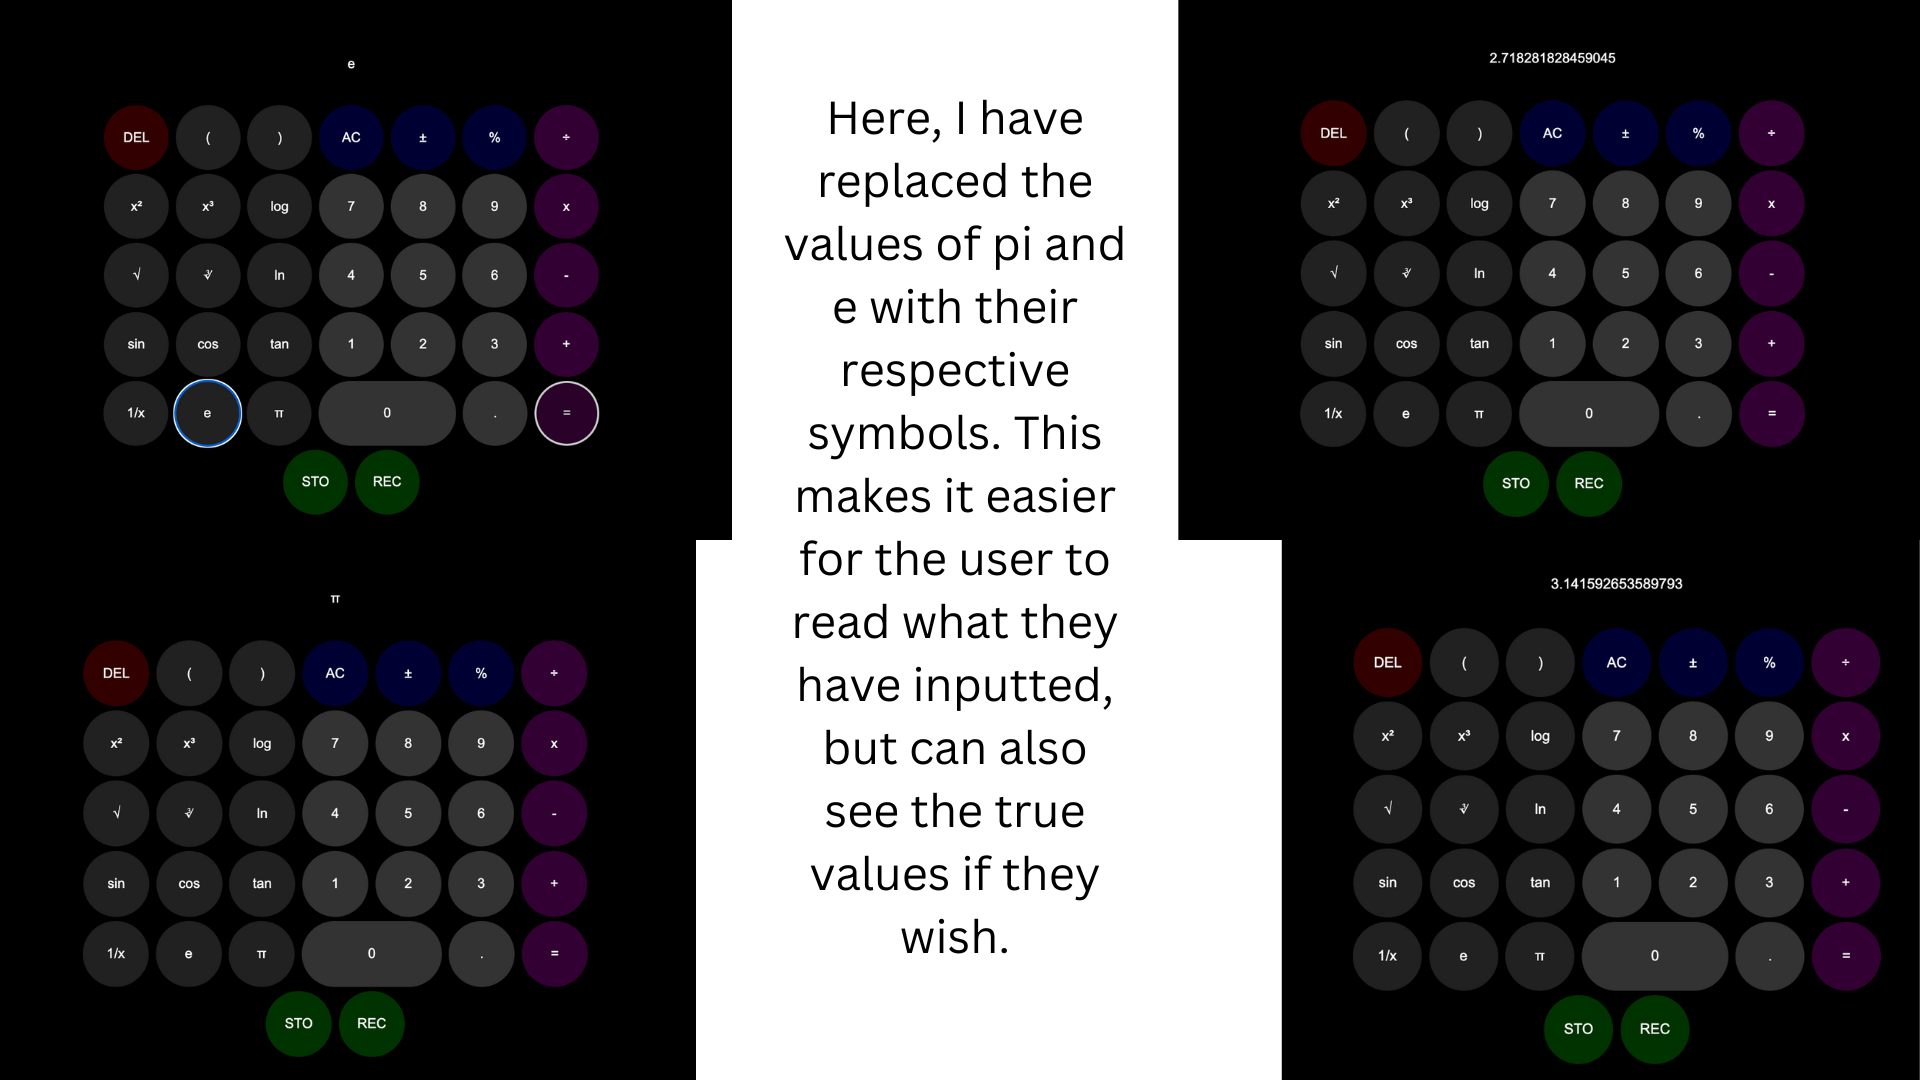 e
DEL ( ) AC ± % ÷
x² x³ log 7 8 9 x
√ ∛ ln 4 5 6 -
sin cos tan 1 2 3 +
1/x e π 0 . =
STO REC
Here, I have
replaced the
values of pi and
e with their
respective
symbols. This
makes it easier
for the user to
read what they
have inputted,
but can also
see the true
values if they
wish.
2.718281828459045
DEL ( ) AC ± % ÷
x² x³ log 7 8 9 x
√ ∛ ln 4 5 6 -
sin cos tan 1 2 3 +
1/x e π 0 . =
STO REC
π
DEL ( ) AC ± % ÷
x² x³ log 7 8 9 x
√ ∛ ln 4 5 6 -
sin cos tan 1 2 3 +
1/x e π 0 . =
STO REC
3.141592653589793
DEL ( ) AC ± % ÷
x² x³ log 7 8 9 x
√ ∛ ln 4 5 6 -
sin cos tan 1 2 3 +
1/x e π 0 . =
STO REC